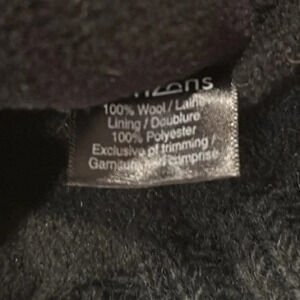 100% Wool / Laine
Lining / Doublure
100% Polyester
Exclusive of trimming /
comprise